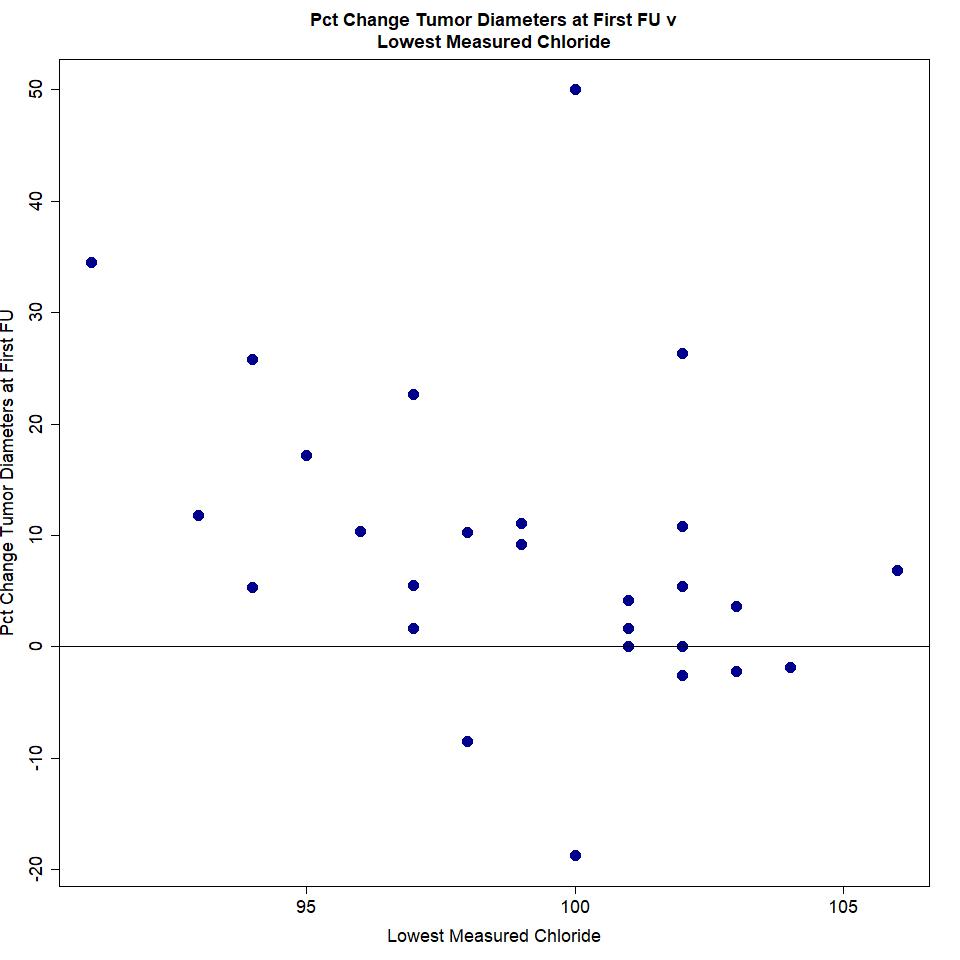 Pct Change Tumor Diameters at First FU v
Lowest Measured Chloride
Pct Change Tumor Diameters at First FU
50
40
30
20
10
0
-10
-20
95
100
105
Lowest Measured Chloride